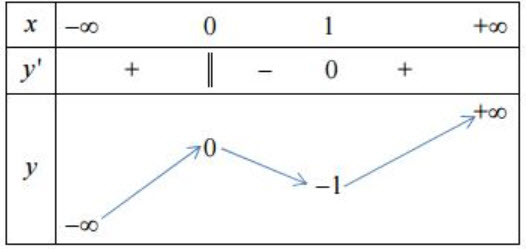 x −∞ 0 1 +∞
y' + || − 0 +
+∞
0
y −1
−∞